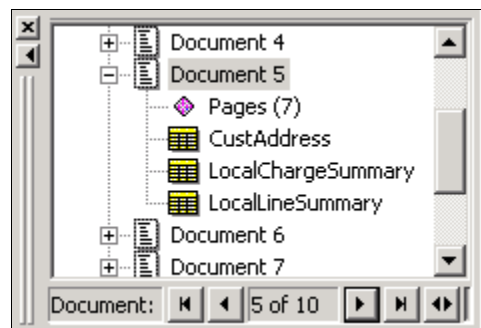 Document 4
Document 5
Pages (7)
CustAddress
LocalChargeSummary
LocalLineSummary
Document 6
Document 7
Document: 5 of 10